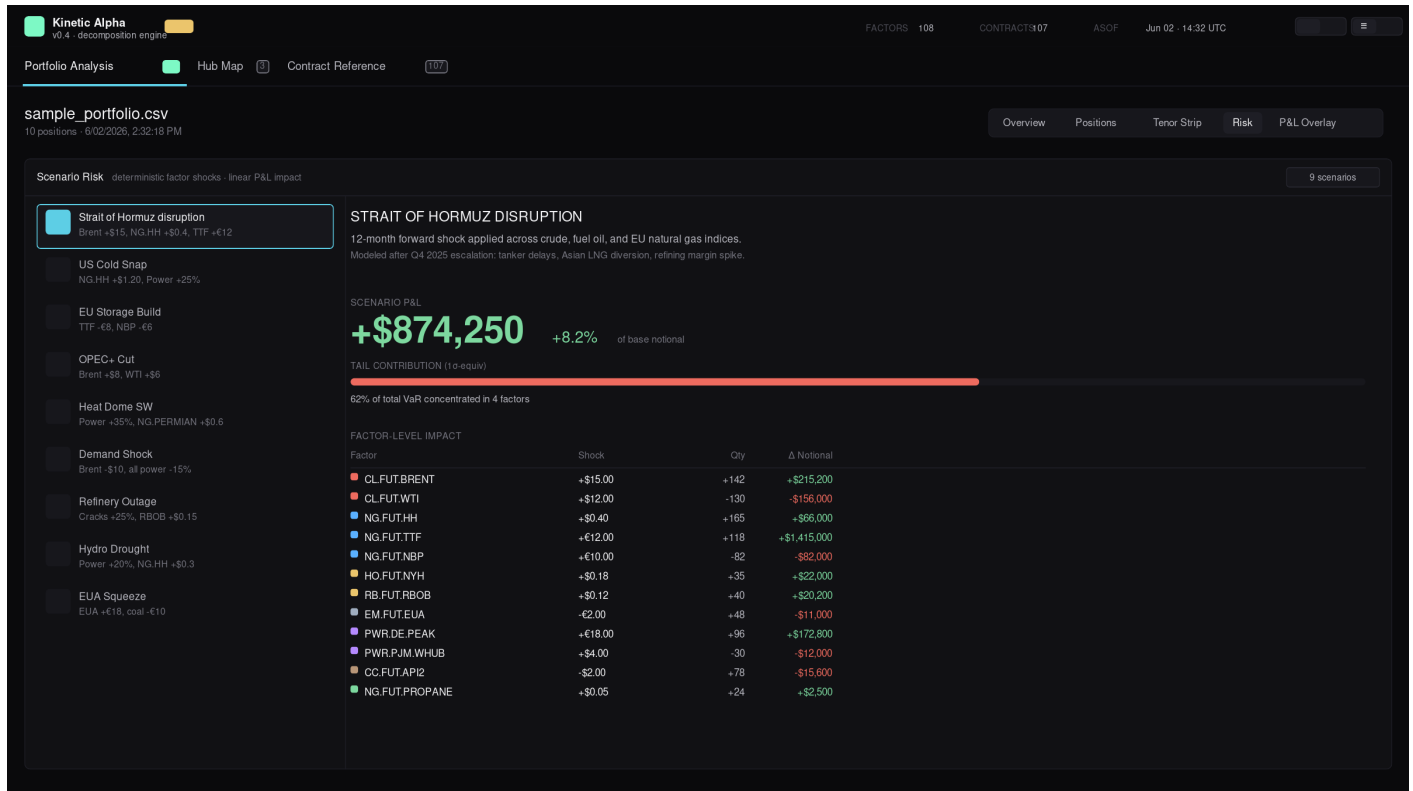 Kinetic Alpha
v0.4 · decomposition engine
FACTORS 108 CONTRACTS 107 ASOF Jun 02 · 14:32 UTC
Portfolio Analysis Hub Map 3 Contract Reference 107
sample_portfolio.csv
10 positions · 6/02/2026, 2:32:18 PM
Overview Positions Tenor Strip Risk P&L Overlay
Scenario Risk deterministic factor shocks · linear P&L impact
9 scenarios
Strait of Hormuz disruption
Brent +$15, NG.HH +$0.4, TTF +€12
US Cold Snap
NG.HH +$1.20, Power +25%
EU Storage Build
TTF -€8, NBP -€6
OPEC+ Cut
Brent +$8, WTI +$6
Heat Dome SW
Power +35%, NG.PERMIAN +$0.6
Demand Shock
Brent -$10, all power -15%
Refinery Outage
Cracks +25%, RBOB +$0.15
Hydro Drought
Power +20%, NG.HH +$0.3
EUA Squeeze
EUA +€18, coal -€10
STRAIT OF HORMUZ DISRUPTION
12-month forward shock applied across crude, fuel oil, and EU natural gas indices.
Modeled after Q4 2025 escalation: tanker delays, Asian LNG diversion, refining margin spike.
SCENARIO P&L
+$874,250 +8.2% of base notional
TAIL CONTRIBUTION (1σ-equiv)
62% of total VaR concentrated in 4 factors
FACTOR-LEVEL IMPACT
Factor Shock Qty Δ Notional
CL.FUT.BRENT +$15.00 +142 +$215,200
CL.FUT.WTI +$12.00 -130 -$156,000
NG.FUT.HH +$0.40 +165 +$66,000
NG.FUT.TTF +€12.00 +118 +$1,415,000
NG.FUT.NBP +€10.00 -82 -$82,000
HO.FUT.NYH +$0.18 +35 +$22,000
RB.FUT.RBOB +$0.12 +40 +$20,200
EM.FUT.EUA -€2.00 +48 -$11,000
PWR.DE.PEAK +€18.00 +96 +$172,800
PWR.PJM.WHUB +$4.00 -30 -$12,000
CC.FUT.API2 -$2.00 +78 -$15,600
NG.FUT.PROPANE +$0.05 +24 +$2,500